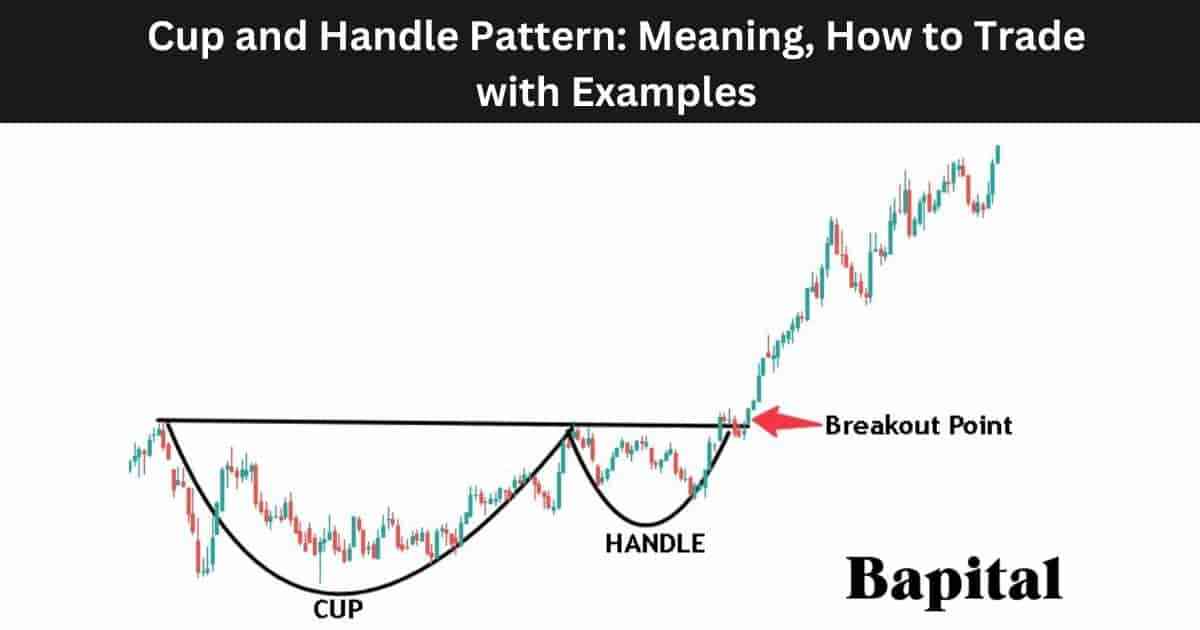 Cup and Handle Pattern: Meaning, How to Trade
with Examples
Breakout Point
HANDLE
CUP
Bapital